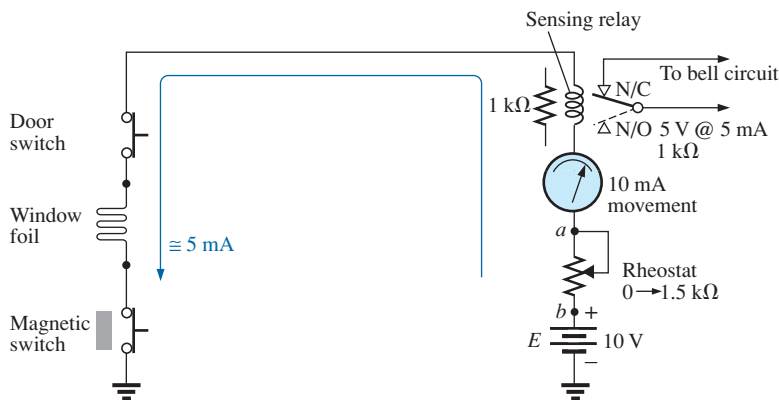 Sensing relay
To bell circuit
N/C
1 kΩ
N/O 5 V @ 5 mA
1 kΩ
Door
switch
10 mA
movement
Window
foil
≅ 5 mA
a
Rheostat
0 → 1.5 kΩ
b +
Magnetic
switch
E 10 V
–